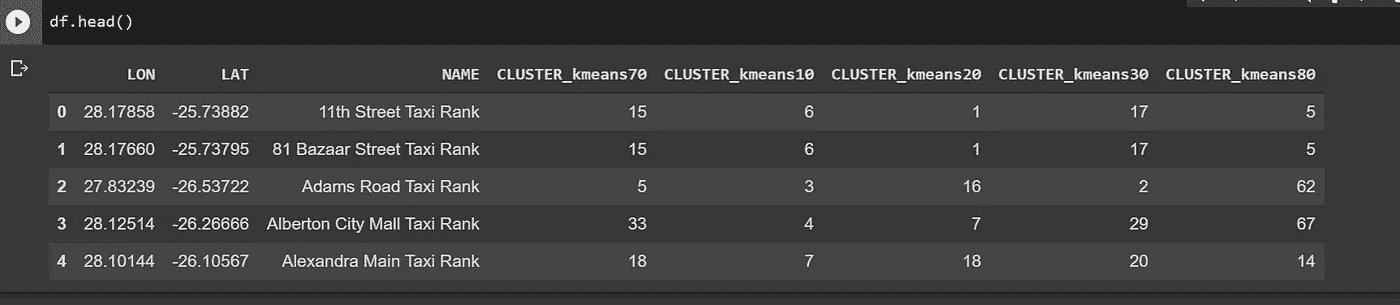 df.head()
LON LAT NAME CLUSTER_kmeans70 CLUSTER_kmeans10 CLUSTER_kmeans20 CLUSTER_kmeans30 CLUSTER_kmeans80
0 28.17858 -25.73882 11th Street Taxi Rank 15 6 1 17 5
1 28.17660 -25.73795 81 Bazaar Street Taxi Rank 15 6 1 17 5
2 27.83239 -26.53722 Adams Road Taxi Rank 5 3 16 2 62
3 28.12514 -26.26666 Alberton City Mall Taxi Rank 33 4 7 29 67
4 28.10144 -26.10567 Alexandra Main Taxi Rank 18 7 18 20 14